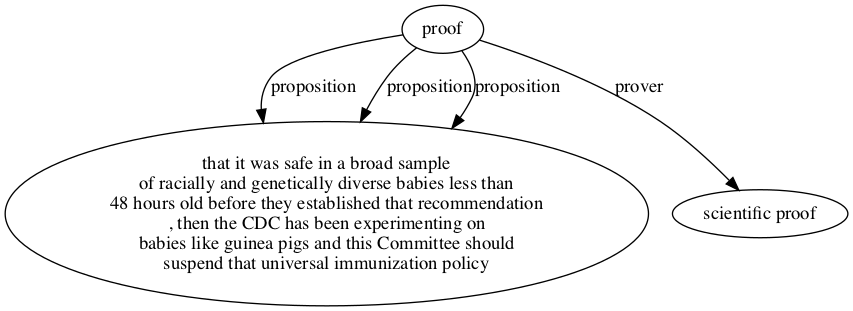 proof
proposition
proposition
proposition
prover
that it was safe in a broad sample
of racially and genetically diverse babies less than
48 hours old before they established that recommendation
, then the CDC has been experimenting on
babies like guinea pigs and this Committee should
suspend that universal immunization policy
scientific proof